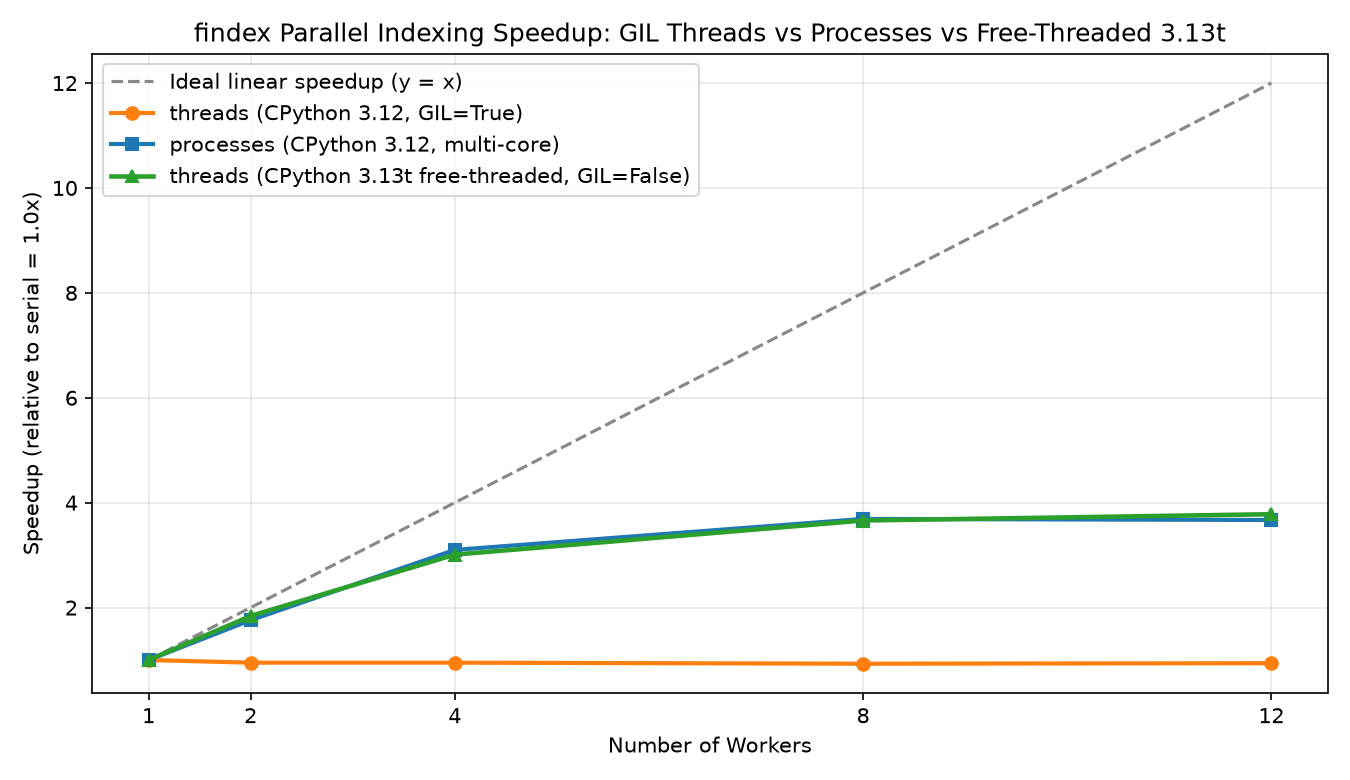 findex Parallel Indexing Speedup: GIL Threads vs Processes vs Free-Threaded 3.13t
Ideal linear speedup (y = x)
threads (CPython 3.12, GIL=True)
processes (CPython 3.12, multi-core)
threads (CPython 3.13t free-threaded, GIL=False)
Speedup (relative to serial = 1.0x)
12
10
8
6
4
2
1
2
4
8
12
Number of Workers